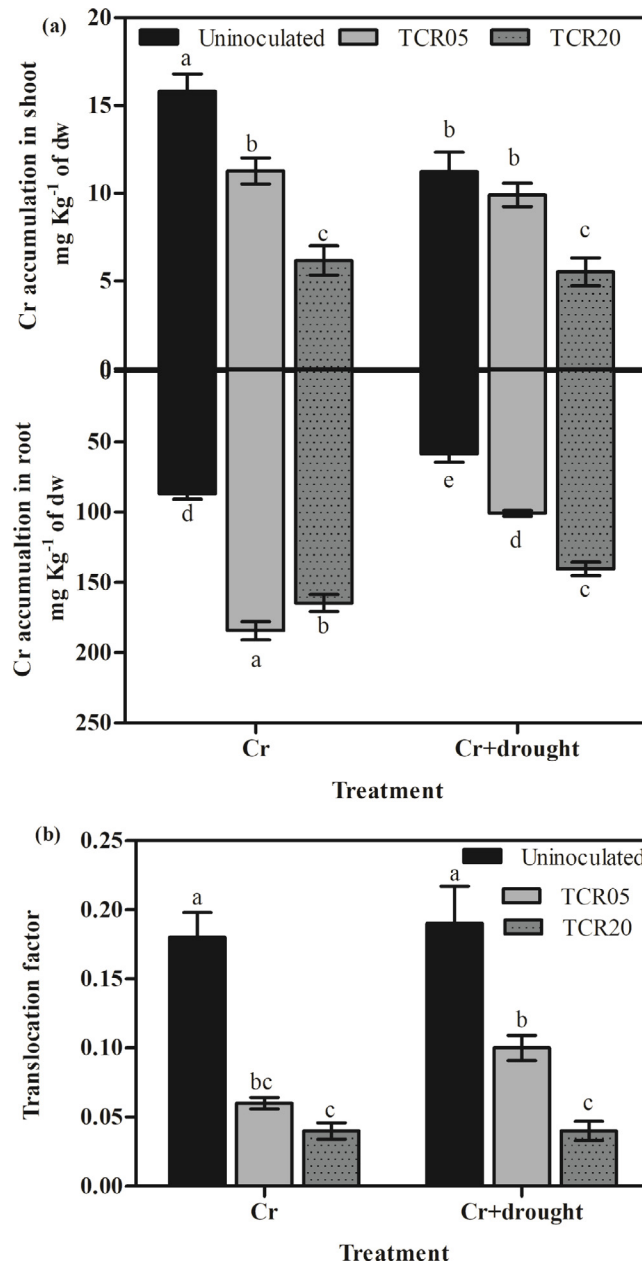 (a)
Uninoculated TCR05 TCR20
Cr accumulation in shoot
mg Kg-1 of dw
Cr accumualtion in root
mg Kg-1 of dw
20
15
10
5
0
50
100
150
200
250
a
b
c
b
b
c
d
a
b
e
d
c
Cr Cr+drought
Treatment
(b)
Uninoculated
TCR05
TCR20
Translocation factor
0.25
0.20
0.15
0.10
0.05
0.00
a
bc
c
a
b
c
Cr Cr+drought
Treatment